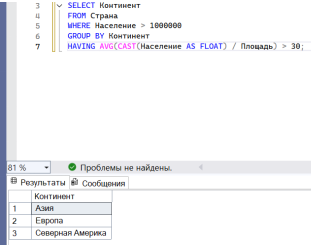 3 SELECT Континент
4 FROM Страна
5 WHERE Население > 1000000
6 GROUP BY Континент
7 HAVING AVG(CAST(Население AS FLOAT) / Площадь) > 30;
81 % Проблемы не найдены.
Результаты Сообщения
Континент
1 Азия
2 Европа
3 Северная Америка